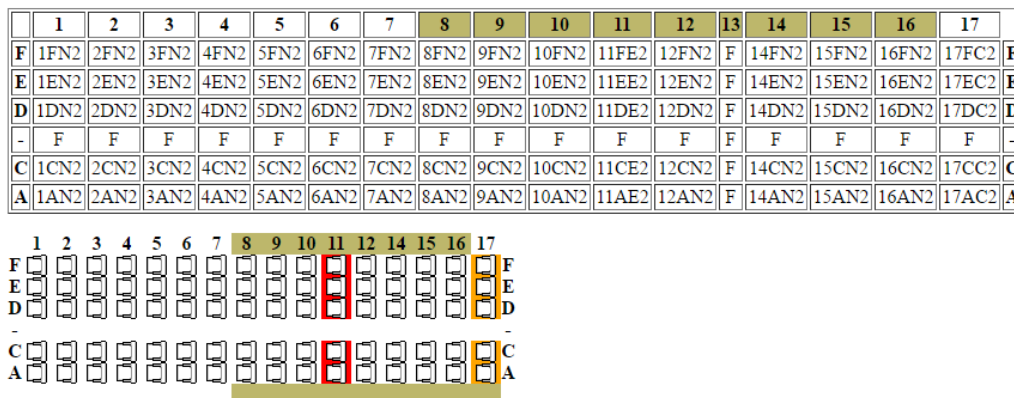 1 2 3 4 5 6 7 8 9 10 11 12 13 14 15 16 17
F 1FN2 2FN2 3FN2 4FN2 5FN2 6FN2 7FN2 8FN2 9FN2 10FN2 11FE2 12FN2 F 14FN2 15FN2 16FN2 17FC2 F
E 1EN2 2EN2 3EN2 4EN2 5EN2 6EN2 7EN2 8EN2 9EN2 10EN2 11EE2 12EN2 F 14EN2 15EN2 16EN2 17EC2 E
D 1DN2 2DN2 3DN2 4DN2 5DN2 6DN2 7DN2 8DN2 9DN2 10DN2 11DE2 12DN2 F 14DN2 15DN2 16DN2 17DC2 D
- F F F F F F F F F F F F F F F F F -
C 1CN2 2CN2 3CN2 4CN2 5CN2 6CN2 7CN2 8CN2 9CN2 10CN2 11CE2 12CN2 F 14CN2 15CN2 16CN2 17CC2 C
A 1AN2 2AN2 3AN2 4AN2 5AN2 6AN2 7AN2 8AN2 9AN2 10AN2 11AE2 12AN2 F 14AN2 15AN2 16AN2 17AC2 A
1 2 3 4 5 6 7 8 9 10 11 12 14 15 16 17
F F
E E
D D
- -
C C
A A